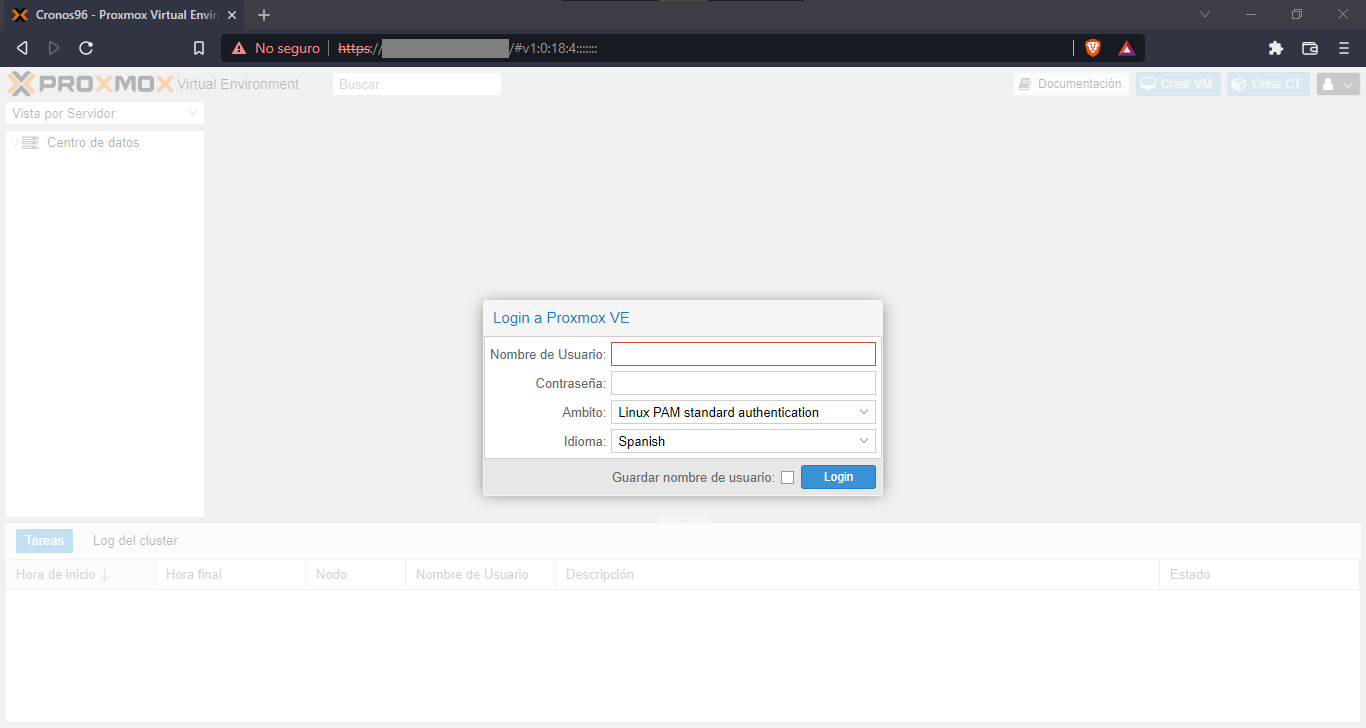 Cronos96 - Proxmox Virtual Envir
No seguro https:// /#v1:0:18:4:::::::
PROXMOX Virtual Environment Buscar Documentación Crear VM Crear CT
Vista por Servidor
Centro de datos
Login a Proxmox VE
Nombre de Usuario:
Contraseña:
Ambito: Linux PAM standard authentication
Idioma: Spanish
Guardar nombre de usuario: Login
Tareas Log del cluster
Hora de inicio Hora final Nodo Nombre de Usuario Descripción Estado